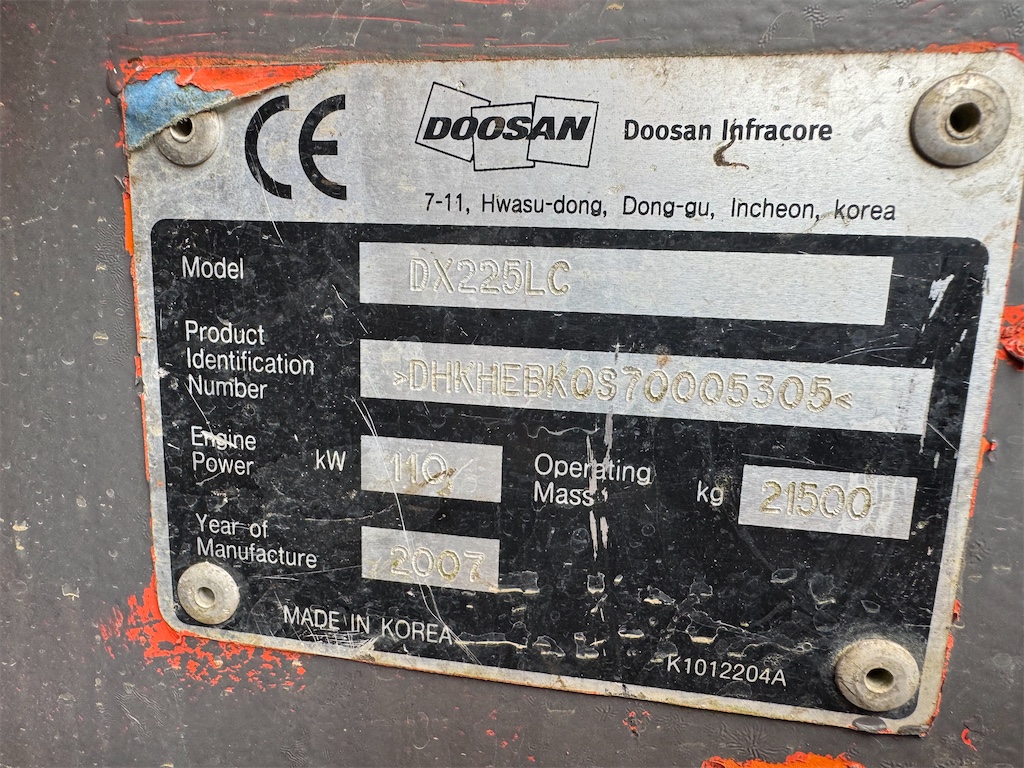 CE
DOOSAN Doosan Infracore
7-11, Hwasu-dong, Dong-gu, Incheon, korea
Model DX225LC
Product
Identification
Number >DHKHEBK0S70005305<
Engine
Power kW 110
Operating
Mass kg 21500
Year of
Manufacture 2007
MADE IN KOREA
K1012204A